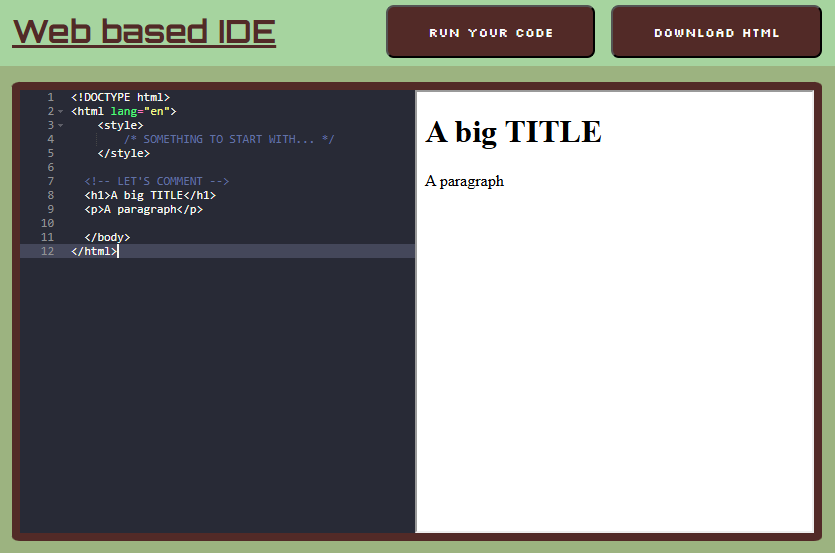 Web based IDE
RUN YOUR CODE
DOWNLOAD HTML
1 <!DOCTYPE html>
2 <html lang="en">
3 <style>
4 /* SOMETHING TO START WITH... */
5 </style>
6
7 <!-- LET'S COMMENT -->
8 <h1>A big TITLE</h1>
9 <p>A paragraph</p>
10
11 </body>
12 </html>
A big TITLE
A paragraph